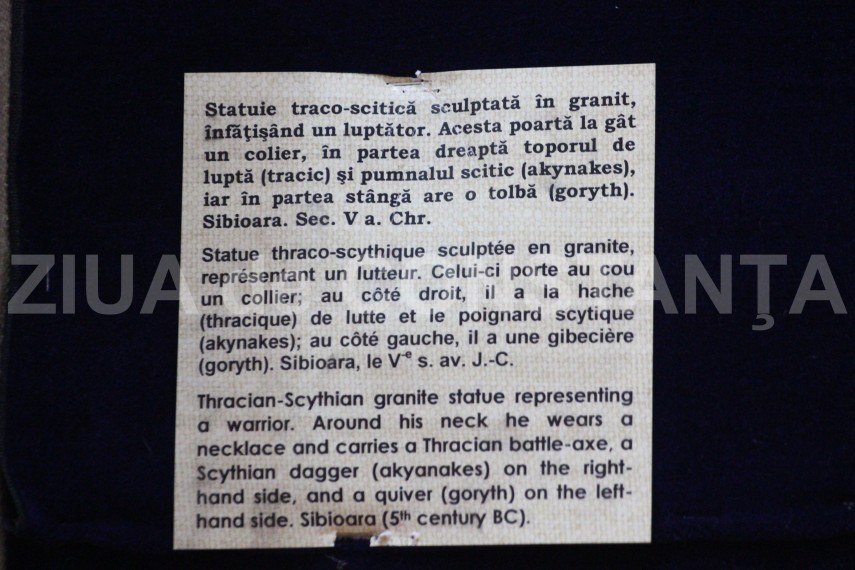 Statuie traco-scitică sculptată în granit,
înfăţişând un luptător. Acesta poartă la gât
un colier, în partea dreaptă toporul de
luptă (tracic) şi pumnalul scitic (akynakes),
iar în partea stângă are o tolbă (goryth).
Sibioara. Sec. V a. Chr.
Statue thraco-scythique sculptée en granite,
représentant un lutteur. Celui-ci porte au cou
un collier; au côté droit, il a la hache
(thracique) de lutte et le poignard scytique
(akynakes); au côté gauche, il a une gibecière
(goryth). Sibioara, le V-e s. av. J.-C.
Thracian-Scythian granite statue representing
a warrior. Around his neck he wears a
necklace and carries a Thracian battle-axe, a
Scythian dagger (akyanakes) on the right-
hand side, and a quiver (goryth) on the left-
hand side. Sibioara (5th century BC).
ZIUA